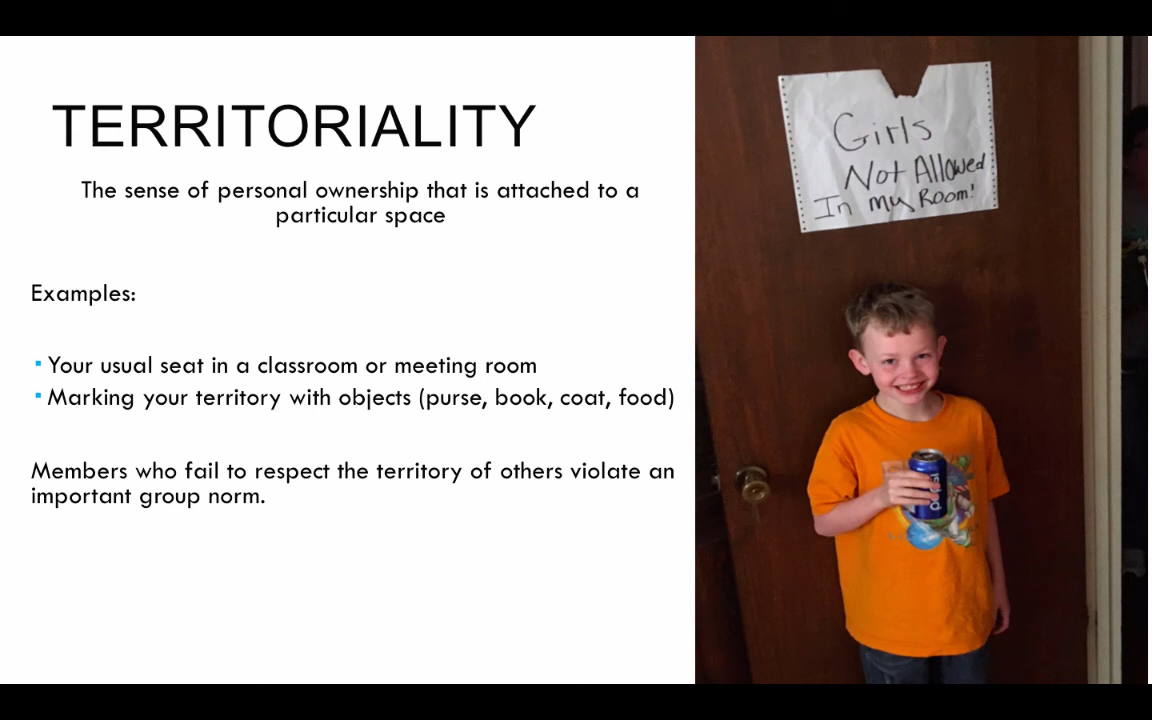 TERRITORIALITY
The sense of personal ownership that is attached to a
particular space
Examples:
Your usual seat in a classroom or meeting room
Marking your territory with objects (purse, book, coat, food)
Members who fail to respect the territory of others violate an
important group norm.
Girls
Not Allowed
In my Room!
pepsi